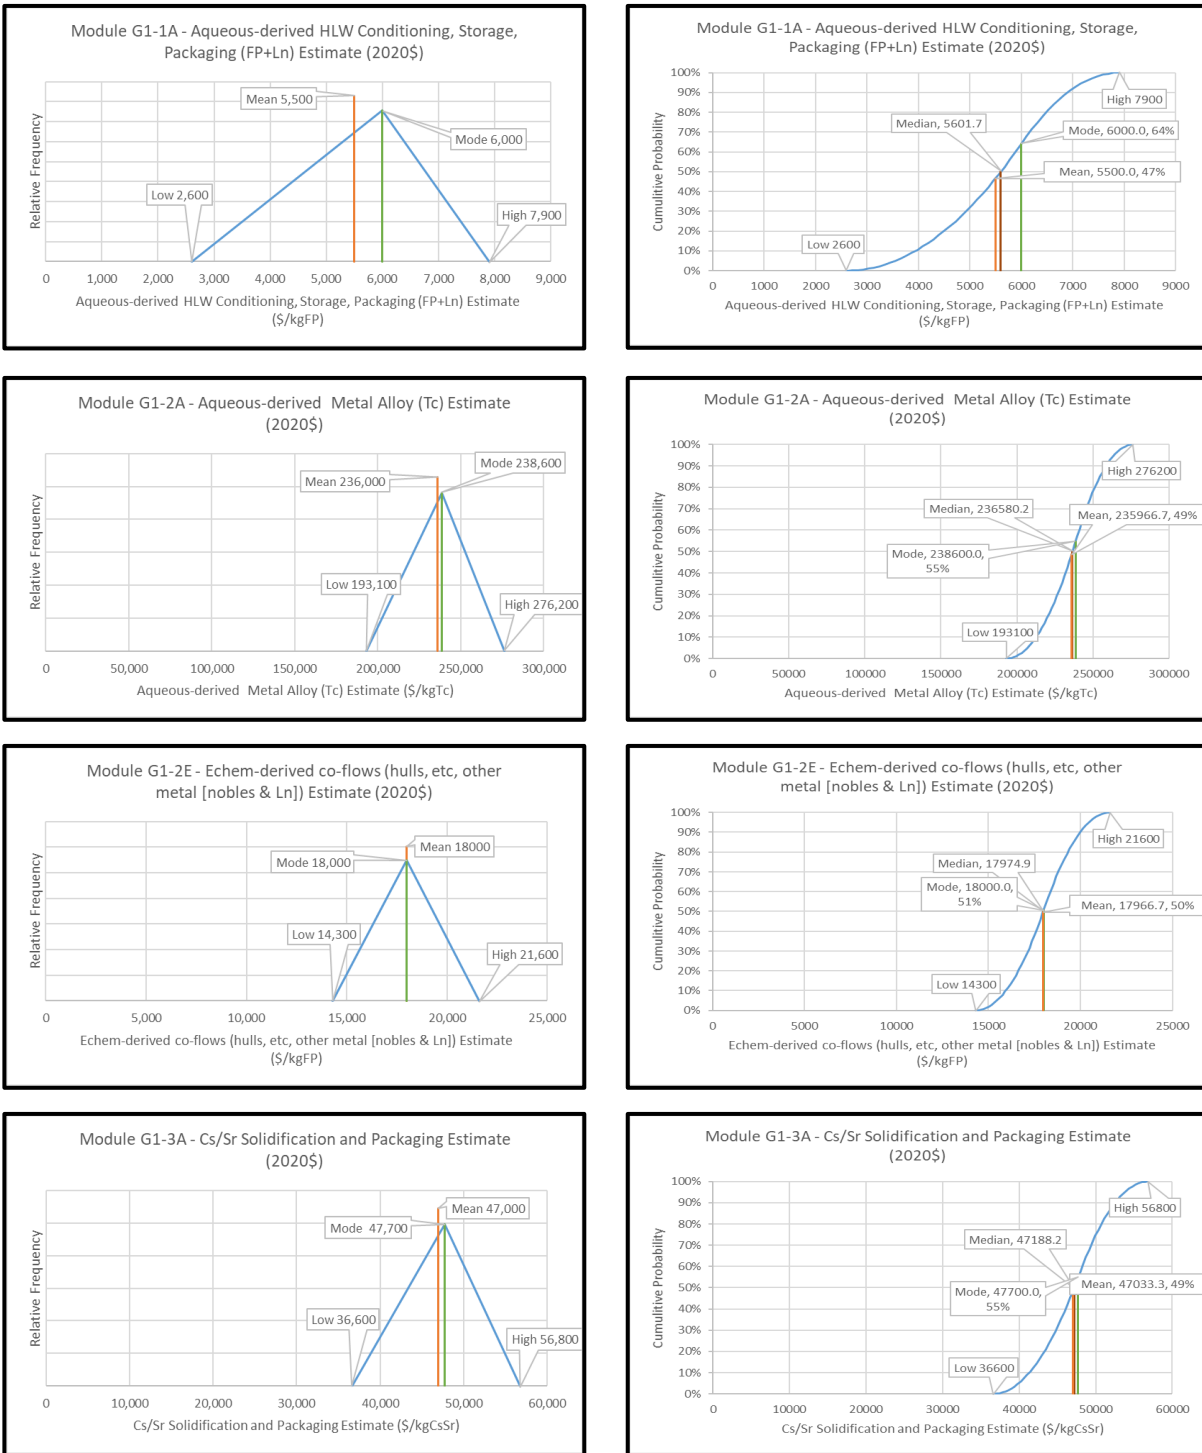 Module G1-1A - Aqueous-derived HLW Conditioning, Storage,
Packaging (FP+Ln) Estimate (2020$)
Relative Frequency
Mean 5,500
Mode 6,000
Low 2,600
High 7,900
0 1,000 2,000 3,000 4,000 5,000 6,000 7,000 8,000 9,000
Aqueous-derived HLW Conditioning, Storage, Packaging (FP+Ln) Estimate
($/kgFP)
Module G1-1A - Aqueous-derived HLW Conditioning, Storage,
Packaging (FP+Ln) Estimate (2020$)
Cumulitive Probability
100%
90%
80%
70%
60%
50%
40%
30%
20%
10%
0%
High 7900
Median, 5601.7
Mode, 6000.0, 64%
Mean, 5500.0, 47%
Low 2600
0 1000 2000 3000 4000 5000 6000 7000 8000 9000
Aqueous-derived HLW Conditioning, Storage, Packaging (FP+Ln) Estimate
($/kgFP)
Module G1-2A - Aqueous-derived Metal Alloy (Tc) Estimate
(2020$)
Relative Frequency
Mode 238,600
Mean 236,000
Low 193,100
High 276,200
0 50,000 100,000 150,000 200,000 250,000 300,000
Aqueous-derived Metal Alloy (Tc) Estimate ($/kgTc)
Module G1-2A - Aqueous-derived Metal Alloy (Tc) Estimate
(2020$)
Cumulitive Probability
100%
90%
80%
70%
60%
50%
40%
30%
20%
10%
0%
High 276200
Median, 236580.2
Mean, 235966.7, 49%
Mode, 238600.0,
55%
Low 193100
0 50000 100000 150000 200000 250000 300000
Aqueous-derived Metal Alloy (Tc) Estimate ($/kgTc)
Module G1-2E - Echem-derived co-flows (hulls, etc, other
metal [nobles & Ln]) Estimate (2020$)
Relative Frequency
Mean 18000
Mode 18,000
Low 14,300
High 21,600
0 5,000 10,000 15,000 20,000 25,000
Echem-derived co-flows (hulls, etc, other metal [nobles & Ln]) Estimate
($/kgFP)
Module G1-2E - Echem-derived co-flows (hulls, etc, other
metal [nobles & Ln]) Estimate (2020$)
Cumulitive Probability
100%
90%
80%
70%
60%
50%
40%
30%
20%
10%
0%
High 21600
Median, 17974.9
Mode, 18000.0,
51%
Mean, 17966.7, 50%
Low 14300
0 5000 10000 15000 20000 25000
Echem-derived co-flows (hulls, etc, other metal [nobles & Ln]) Estimate
($/kgFP)
Module G1-3A - Cs/Sr Solidification and Packaging Estimate
(2020$)
Relative Frequency
Mean 47,000
Mode 47,700
Low 36,600
High 56,800
0 10,000 20,000 30,000 40,000 50,000 60,000
Cs/Sr Solidification and Packaging Estimate ($/kgCsSr)
Module G1-3A - Cs/Sr Solidification and Packaging Estimate
(2020$)
Cumulitive Probability
100%
90%
80%
70%
60%
50%
40%
30%
20%
10%
0%
High 56800
Median, 47188.2
Mean, 47033.3, 49%
Mode, 47700.0,
55%
Low 36600
0 10000 20000 30000 40000 50000 60000
Cs/Sr Solidification and Packaging Estimate ($/kgCsSr)